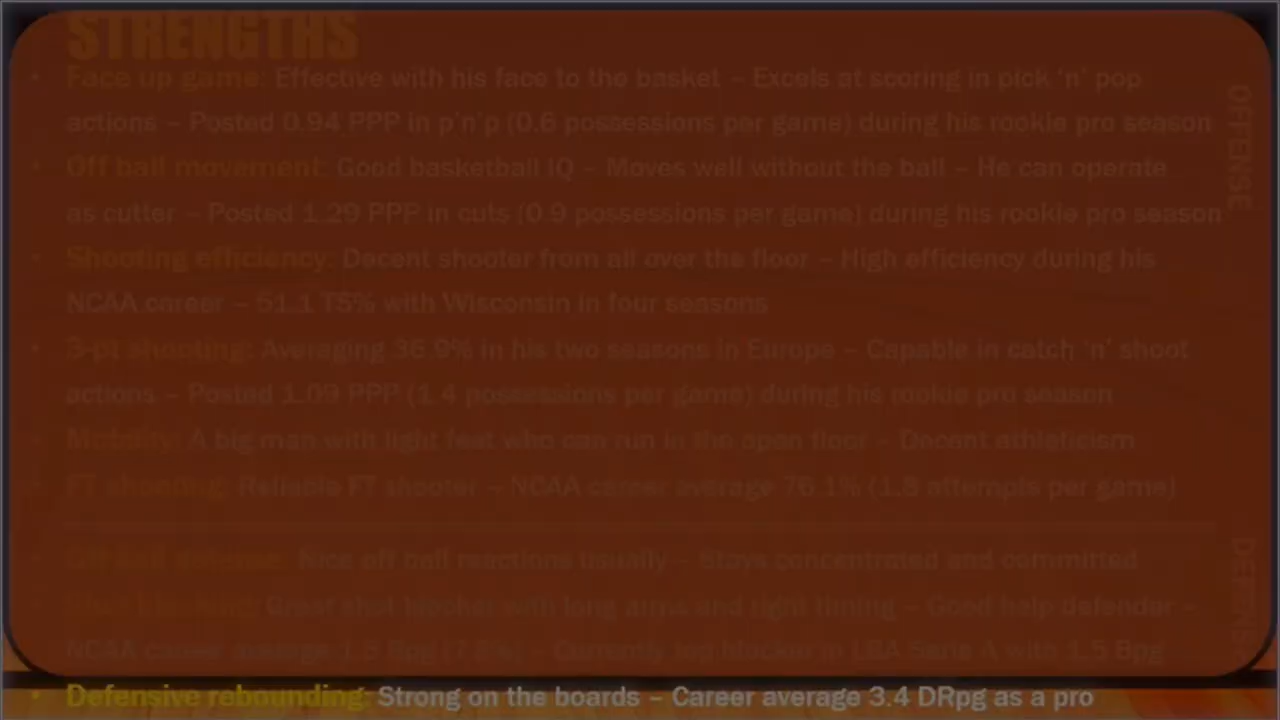 STRENGTHS
• Face up game: Effective with his face to the basket – Excels at scoring in pick ‘n’ pop
actions – Posted 0.94 PPP in p’n’p (0.6 possessions per game) during his rookie pro season
OFFENSE
• Off ball movement: Good basketball IQ – Moves well without the ball – He can operate
as cutter – Posted 1.29 PPP in cuts (0.9 possessions per game) during his rookie pro season
• Shooting efficiency: Decent shooter from all over the floor – High efficiency during his
NCAA career – 51.1 TS% with Wisconsin in four seasons
• 3-pt shooting: Averaging 36.9% in his two seasons in Europe – Capable in catch ‘n’ shoot
actions – Posted 1.09 PPP (1.4 possessions per game) during his rookie pro season
• Mobility: A big man with light feet who can run in the open floor – Decent athleticism
• FT shooting: Reliable FT shooter – NCAA career average 76.1% (1.8 attempts per game)
• Off ball defense: Nice off ball reactions usually – Stays concentrated and committed
DEFENSE
• Great shot blocker with long arms and right timing – Good help defender –
NCAA career average Bpg – Currently top blocker in LBA Serie A with 1.5 Bpg
• Defensive rebounding: Strong on the boards – Career average 3.4 DRpg as a pro